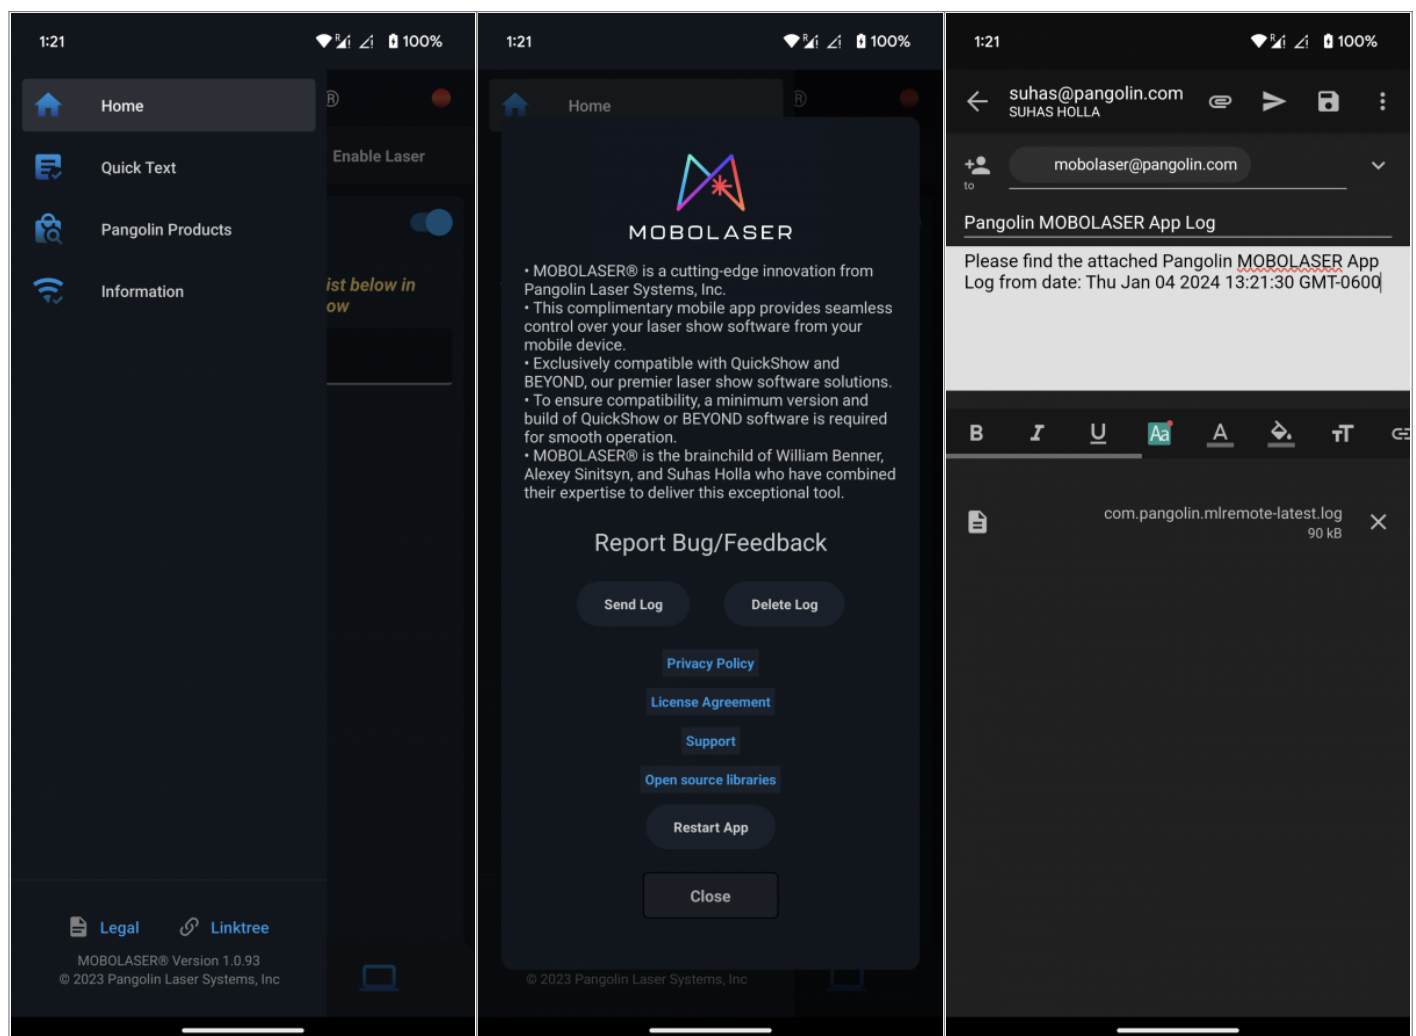 1:21
R
100%
Home
®
Quick Text
Enable Laser
Pangolin Products
Information
ist below in
ow
Legal
Linktree
MOBOLASER® Version 1.0.93
© 2023 Pangolin Laser Systems, Inc
1:21
R
100%
Home
®
MOBOLASER
• MOBOLASER® is a cutting-edge innovation from
Pangolin Laser Systems, Inc.
• This complimentary mobile app provides seamless
control over your laser show software from your
mobile device.
• Exclusively compatible with QuickShow and
BEYOND, our premier laser show software solutions.
• To ensure compatibility, a minimum version and
build of QuickShow or BEYOND software is required
for smooth operation.
• MOBOLASER® is the brainchild of William Benner,
Alexey Sinitsyn, and Suhas Holla who have combined
their expertise to deliver this exceptional tool.
Report Bug/Feedback
Send Log
Delete Log
Privacy Policy
License Agreement
Support
Open source libraries
Restart App
Close
© 2023 Pangolin Laser Systems, Inc
1:21
R
100%
suhas@pangolin.com
SUHAS HOLLA
to
mobolaser@pangolin.com
Pangolin MOBOLASER App Log
Please find the attached Pangolin MOBOLASER App
Log from date: Thu Jan 04 2024 13:21:30 GMT-0600
B I U Aa A TT
com.pangolin.mlremote-latest.log
90 kB